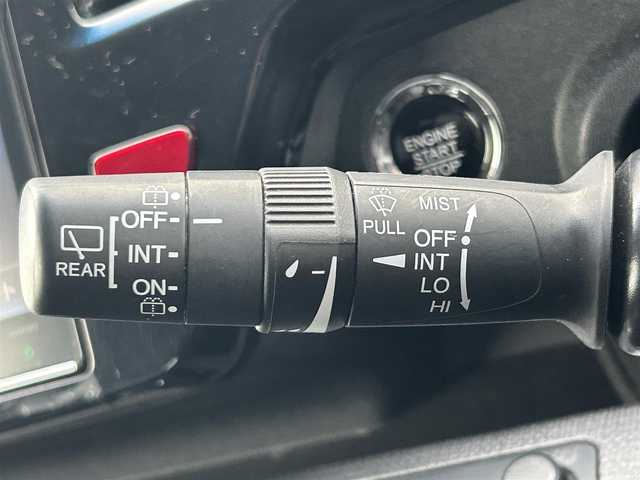 ENGINE
START
STOP
OFF
INT
ON
REAR
PULL
MIST
OFF
INT
LO
HI